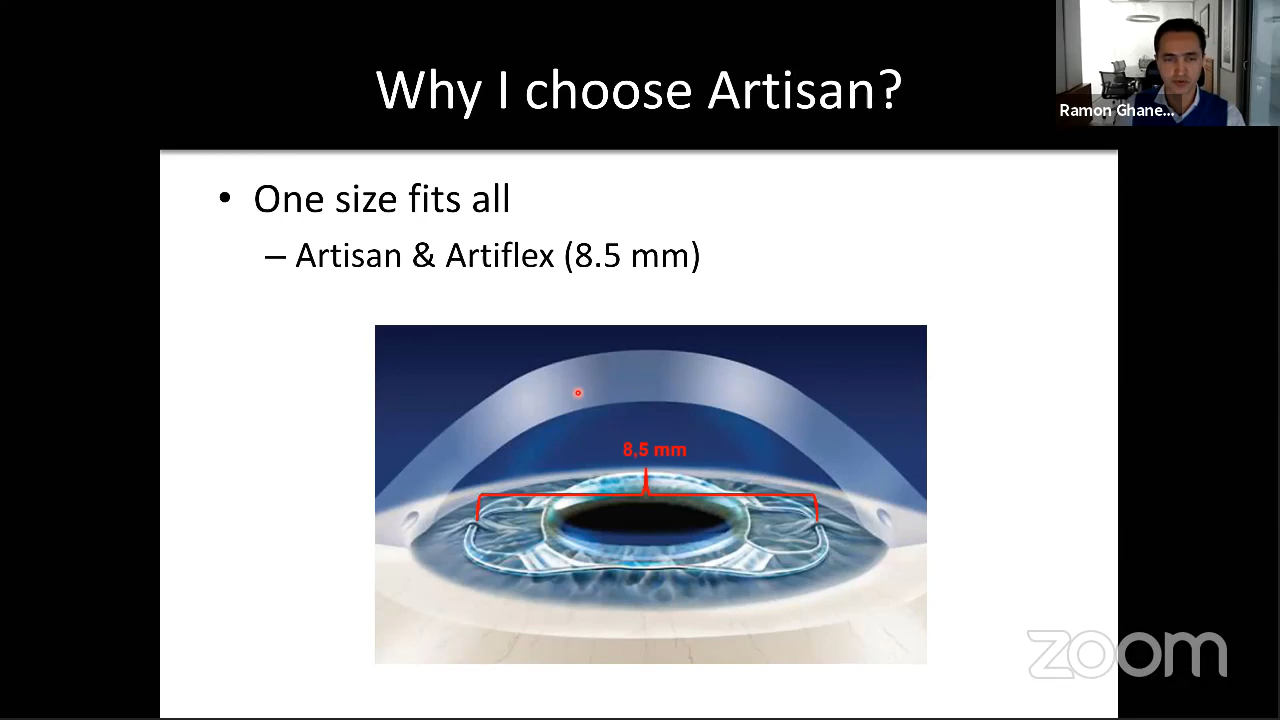 Why I choose Artisan?
Ramon Ghane...
• One size fits all
– Artisan & Artiflex (8.5 mm)
8,5 mm
zoom